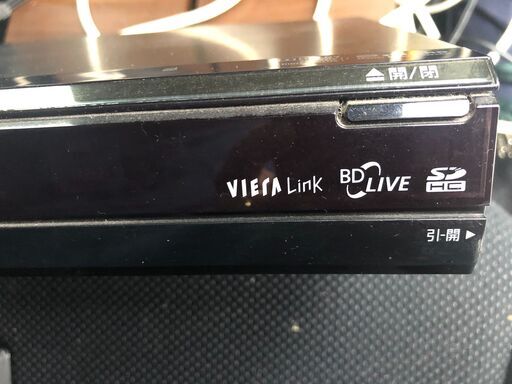 ▲開/閉
VIERA Link BD LIVE SD HC
引-開▶